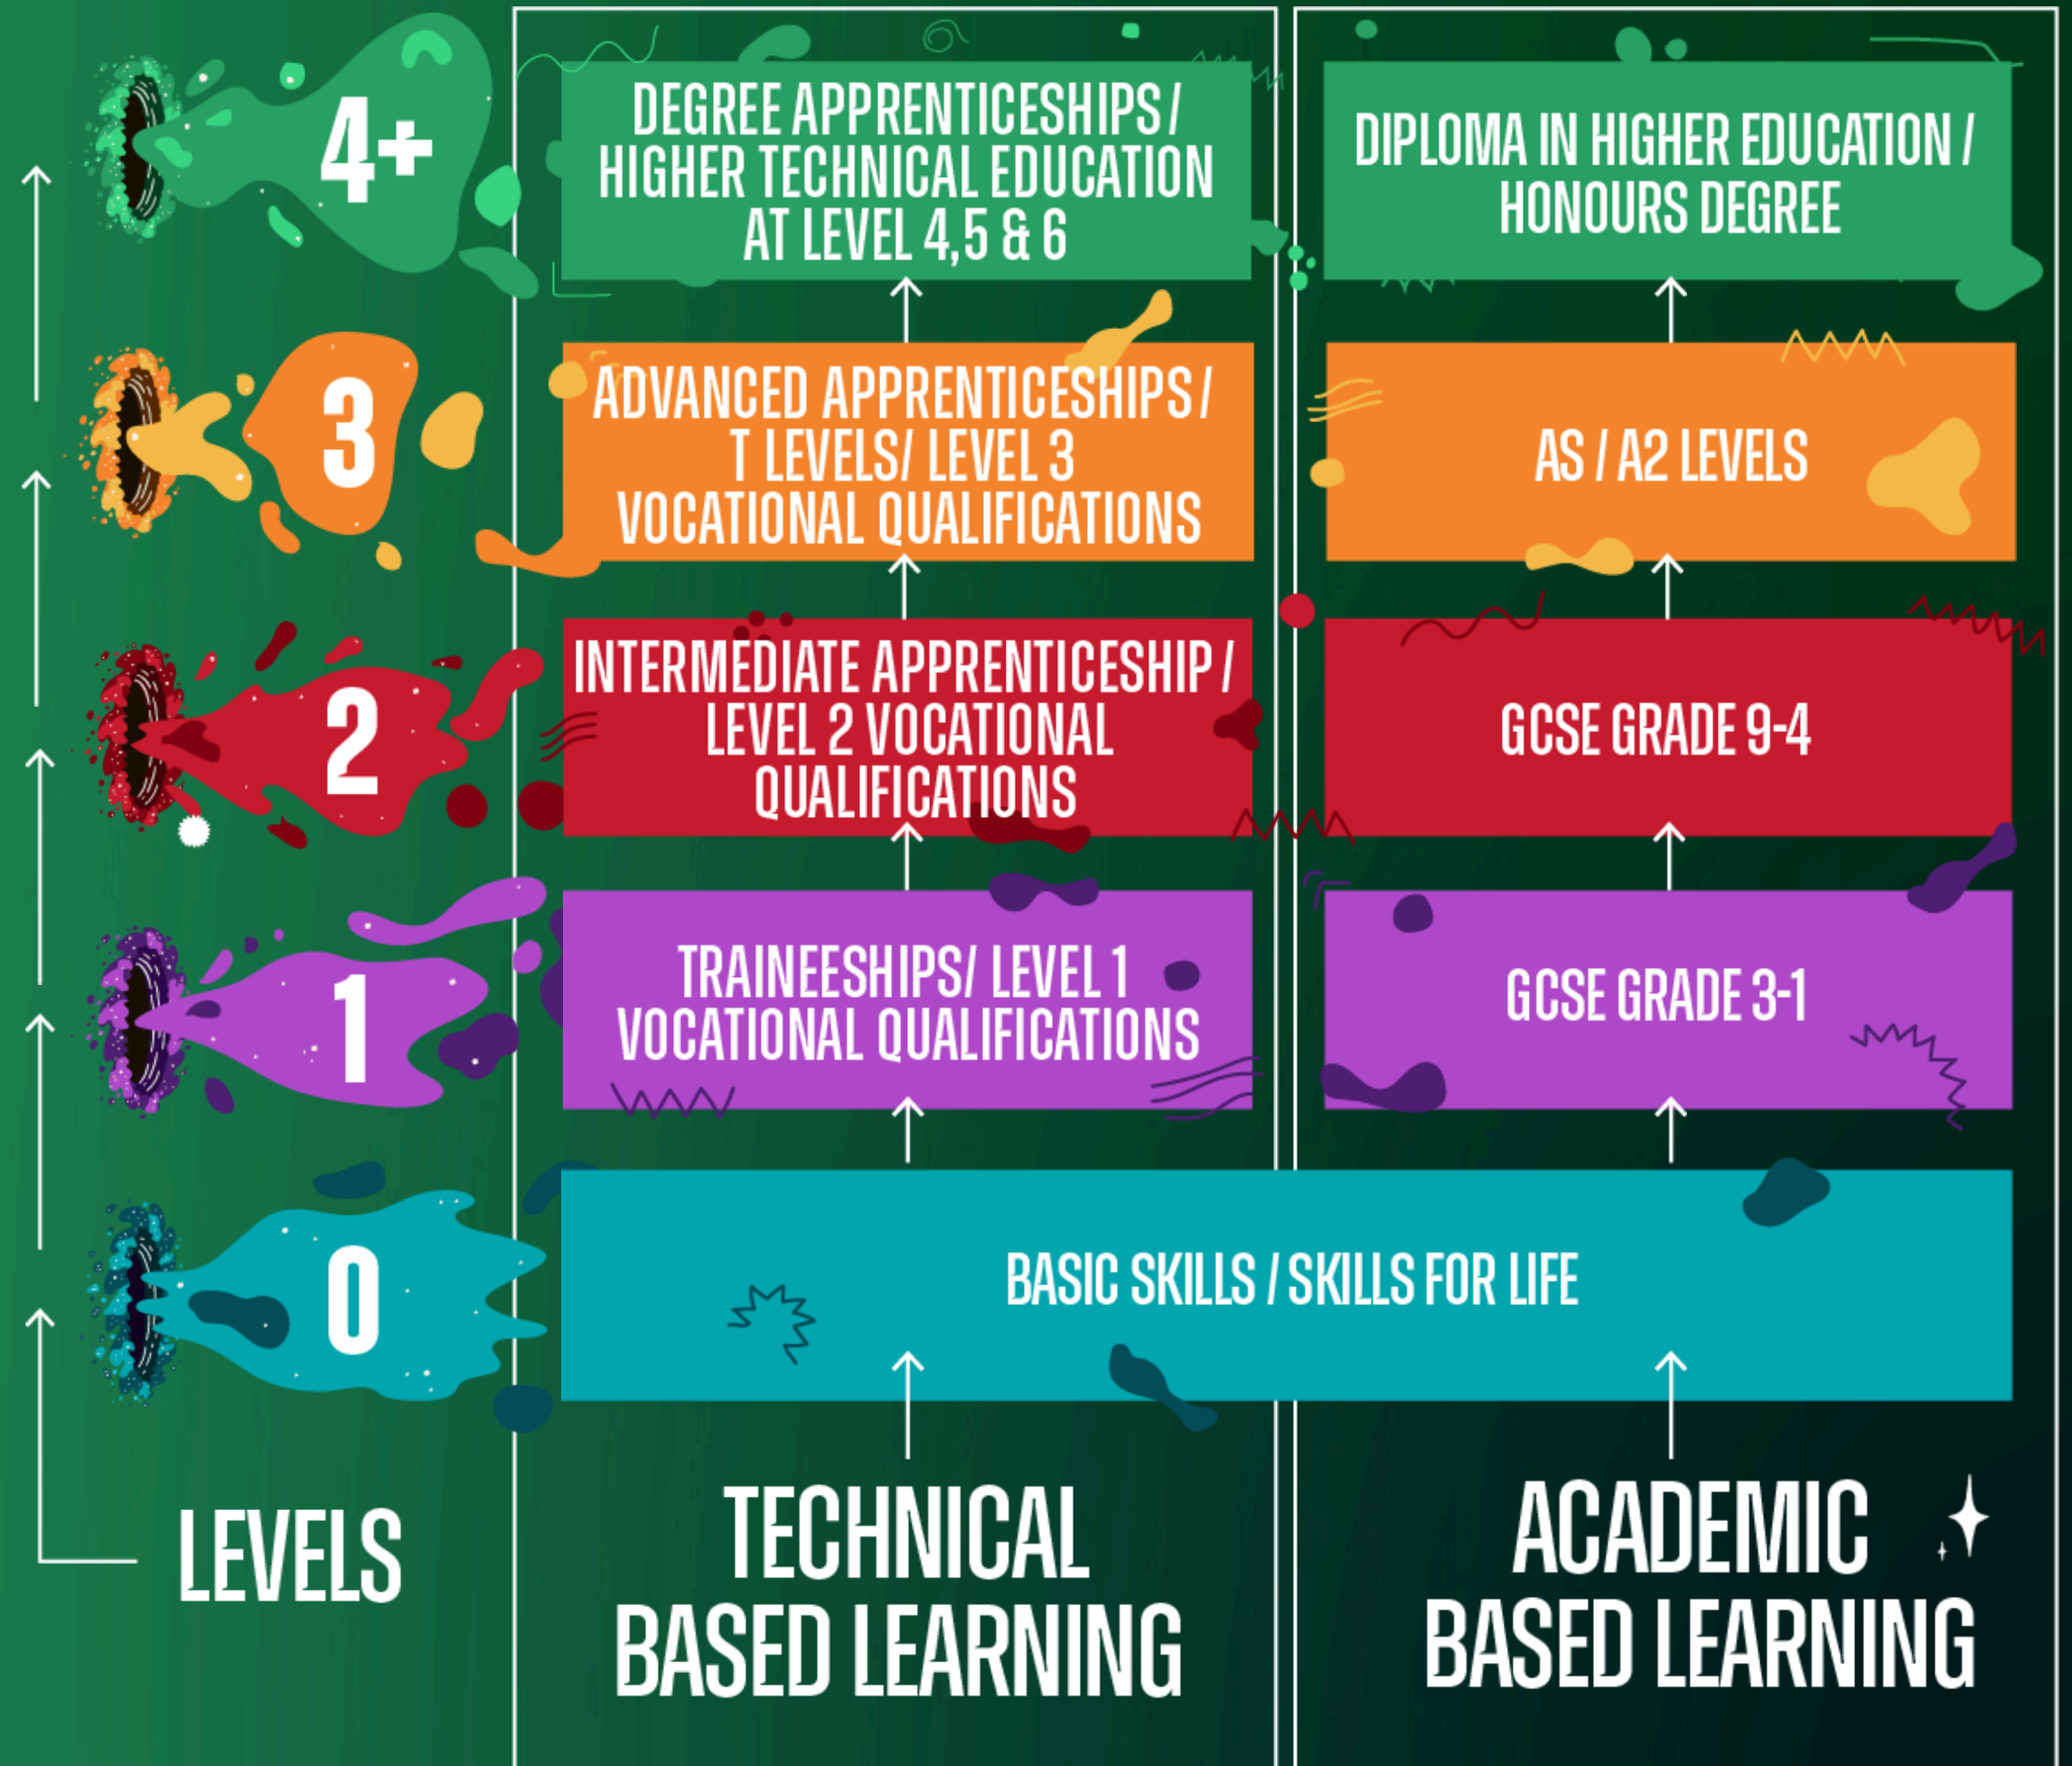 4+
DEGREE APPRENTICESHIPS /
HIGHER TECHNICAL EDUCATION
AT LEVEL 4,5 & 6
DIPLOMA IN HIGHER EDUCATION /
HONOURS DEGREE
3
ADVANCED APPRENTICESHIPS /
T LEVELS/ LEVEL 3
VOCATIONAL QUALIFICATIONS
AS / A2 LEVELS
2
INTERMEDIATE APPRENTICESHIP /
LEVEL 2 VOCATIONAL
QUALIFICATIONS
GCSE GRADE 9-4
1
TRAINEESHIPS/ LEVEL 1
VOCATIONAL QUALIFICATIONS
GCSE GRADE 3-1
0
BASIC SKILLS / SKILLS FOR LIFE
LEVELS
TECHNICAL
BASED LEARNING
ACADEMIC
BASED LEARNING